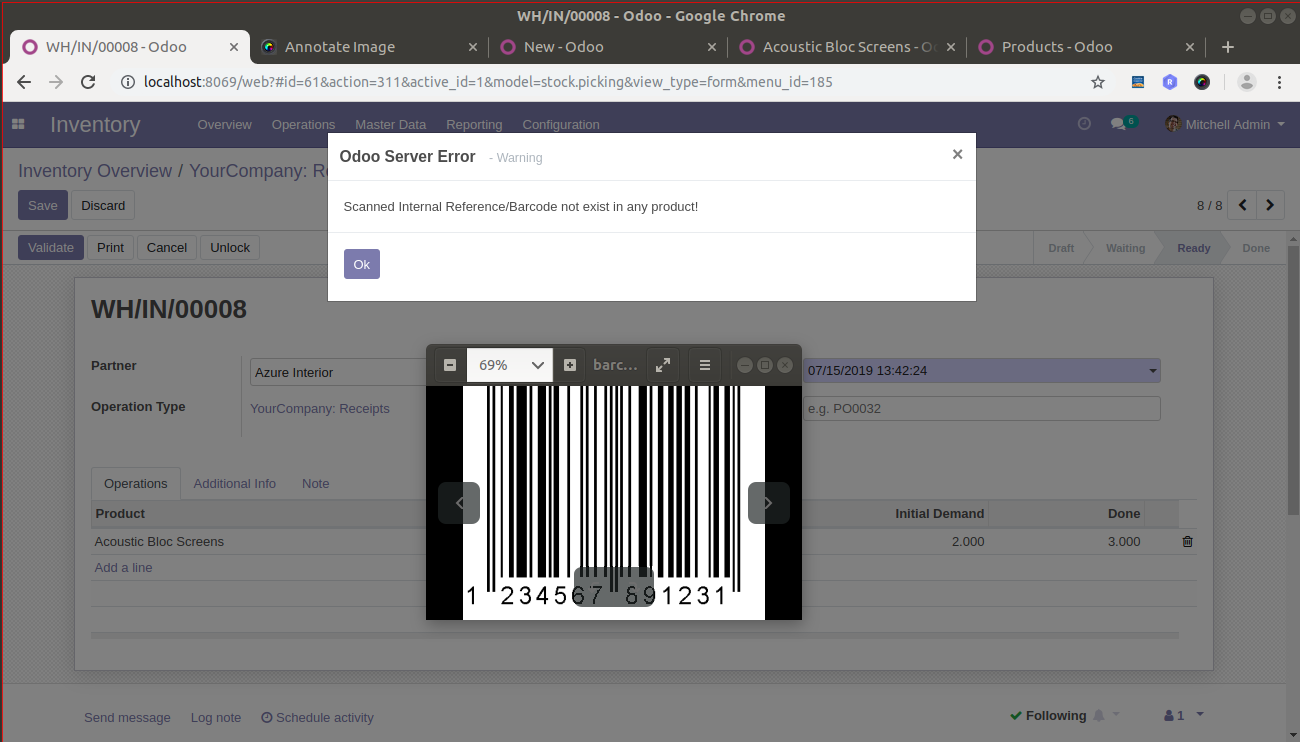 WH/IN/00008 - Odoo - Google Chrome
WH/IN/00008 - Odoo
Annotate Image
New - Odoo
Acoustic Bloc Screens - Od
Products - Odoo
localhost:8069/web?#id=61&action=311&active_id=1&model=stock.picking&view_type=form&menu_id=185
Inventory
Overview
Operations
Master Data
Reporting
Configuration
6
Mitchell Admin
Odoo Server Error - Warning
Scanned Internal Reference/Barcode not exist in any product!
Ok
Inventory Overview / YourCompany: Re
Save
Discard
8 / 8
Validate
Print
Cancel
Unlock
Draft
Waiting
Ready
Done
WH/IN/00008
Partner
Azure Interior
07/15/2019 13:42:24
Operation Type
YourCompany: Receipts
e.g. PO0032
69%
barc...
1 234567 891231
Operations
Additional Info
Note
Product
Initial Demand
Done
Acoustic Bloc Screens
2.000
3.000
Add a line
Send message
Log note
Schedule activity
Following
1